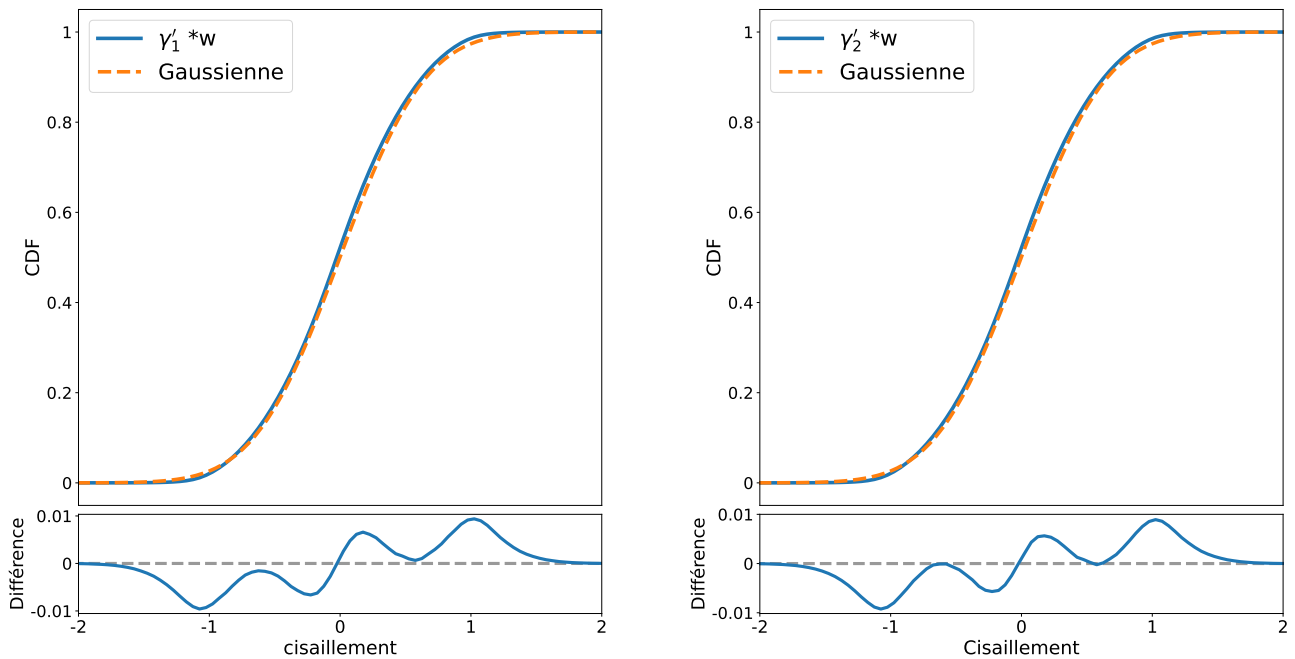 γ′₁ *w
Gaussienne
1
0.8
0.6
0.4
0.2
0
CDF
0.01
0
-0.01
Différence
-2 -1 0 1 2
cisaillement
γ′₂ *w
Gaussienne
1
0.8
0.6
0.4
0.2
0
CDF
0.01
0
-0.01
Différence
-2 -1 0 1 2
Cisaillement